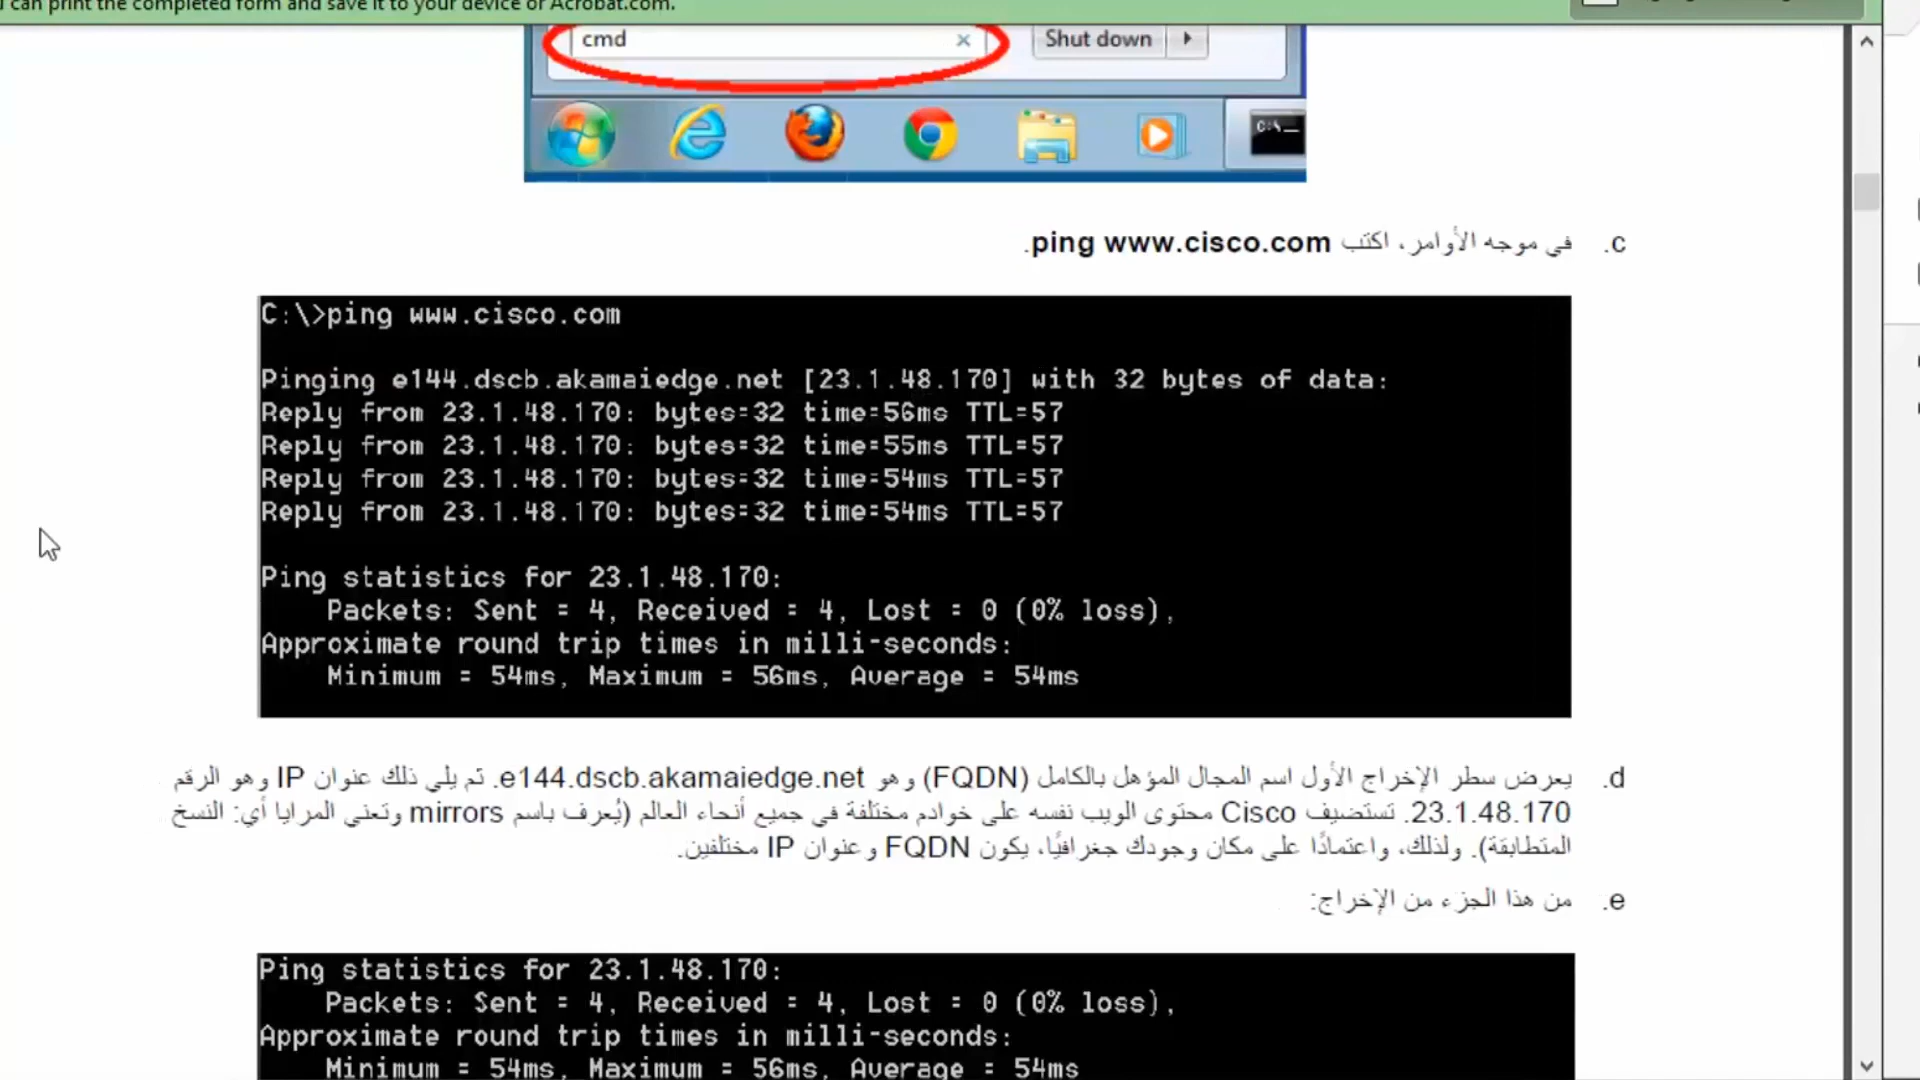 can print the completed form and save it to your device or Acrobat.com.
cmd
Shut down
C:\
c. في موجه الأوامر، اكتب ping www.cisco.com.
C:\>ping www.cisco.com
Pinging e144.dscb.akamaiedge.net [23.1.48.170] with 32 bytes of data:
Reply from 23.1.48.170: bytes=32 time=56ms TTL=57
Reply from 23.1.48.170: bytes=32 time=55ms TTL=57
Reply from 23.1.48.170: bytes=32 time=54ms TTL=57
Reply from 23.1.48.170: bytes=32 time=54ms TTL=57
Ping statistics for 23.1.48.170:
Packets: Sent = 4, Received = 4, Lost = 0 (0% loss),
Approximate round trip times in milli-seconds:
Minimum = 54ms, Maximum = 56ms, Average = 54ms
d. يعرض سطر الإخراج الأول اسم المجال المؤهل بالكامل (FQDN) وهو e144.dscb.akamaiedge.net. تم يلي ذلك عنوان IP وهو الرقم
23.1.48.170. تستضيف Cisco محتوى الويب نفسه على خوادم مختلفة في جميع أنحاء العالم (يُعرف باسم mirrors وتعني المرايا أي: النسخ
المتطابقة). ولذلك، واعتمادًا على مكان وجودك جغرافيًا، يكون FQDN وعنوان IP مختلفين.
e. من هذا الجزء من الإخراج:
Ping statistics for 23.1.48.170:
Packets: Sent = 4, Received = 4, Lost = 0 (0% loss),
Approximate round trip times in milli-seconds:
Minimum = 54ms, Maximum = 56ms, Average = 54ms